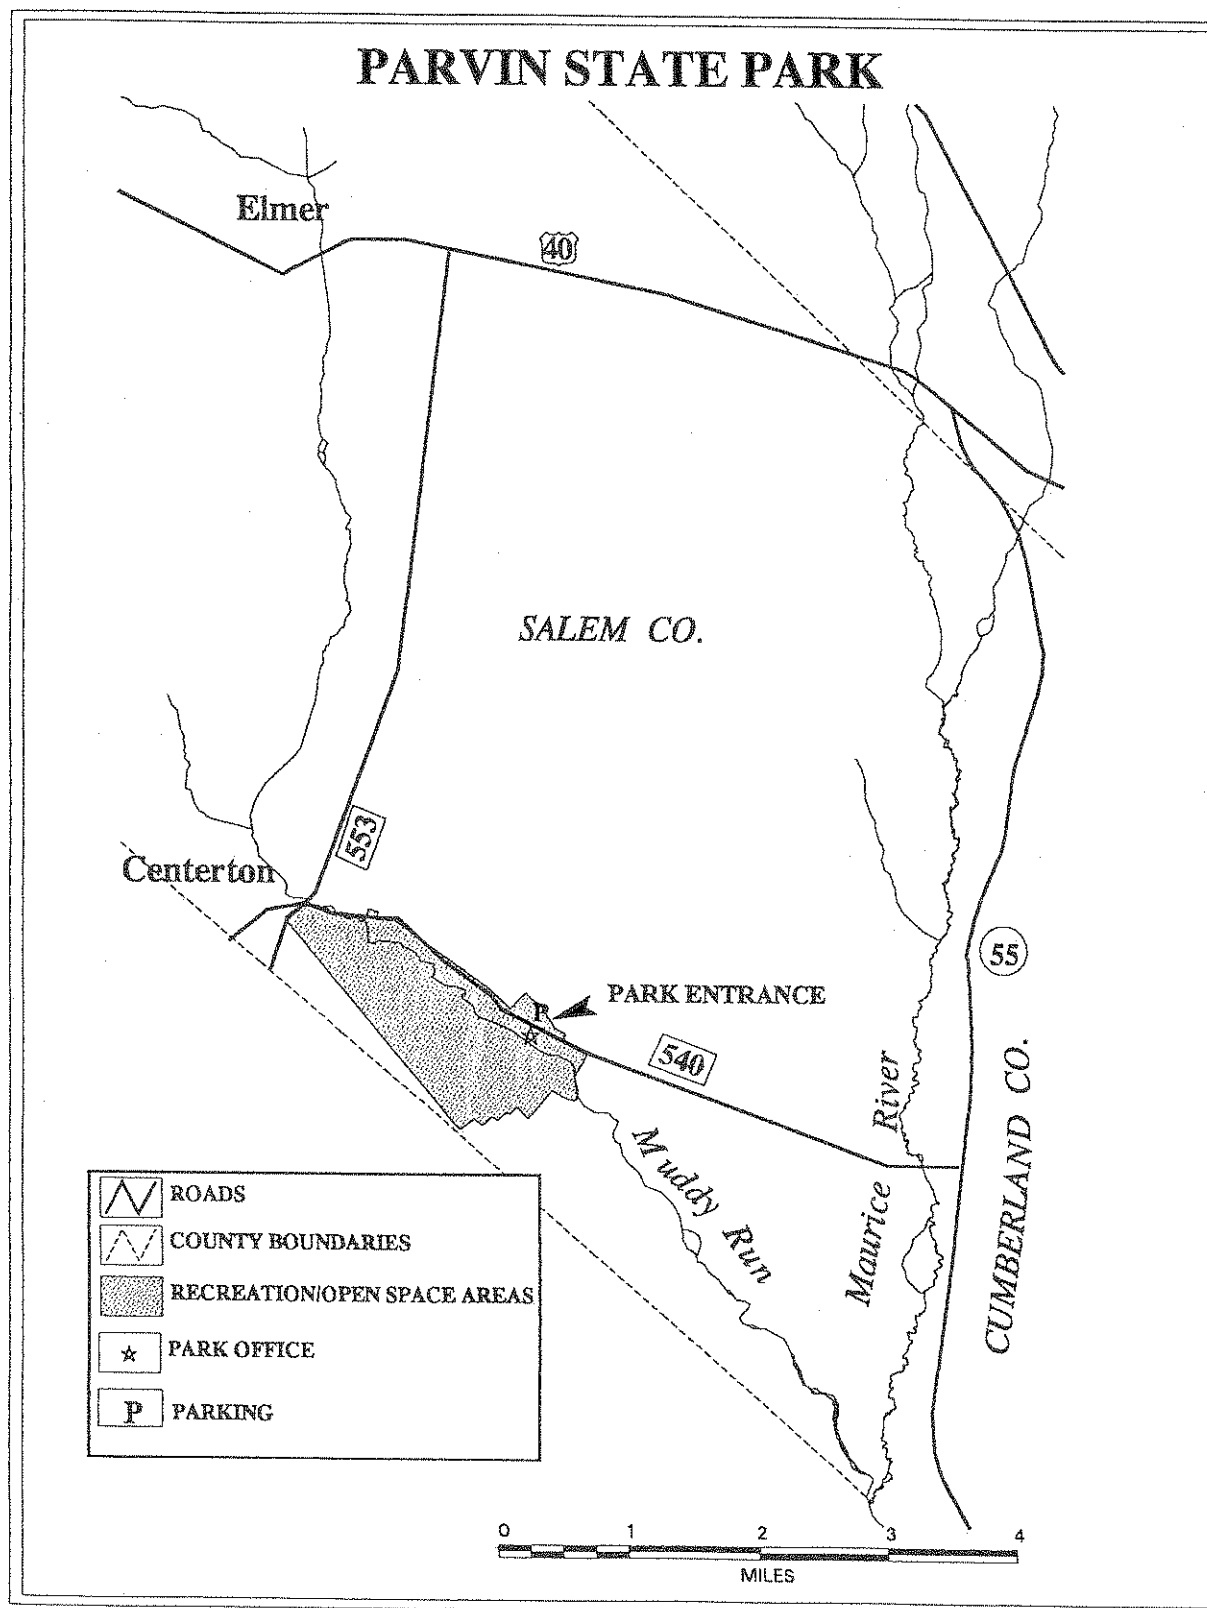 PARVIN STATE PARK
Elmer
40
SALEM CO.
553
Centerton
55
P
PARK ENTRANCE
540
Muddy Run
Maurice River
CUMBERLAND CO.
ROADS
COUNTY BOUNDARIES
RECREATION/OPEN SPACE AREAS
PARK OFFICE
P PARKING
0 1 2 3 4
MILES